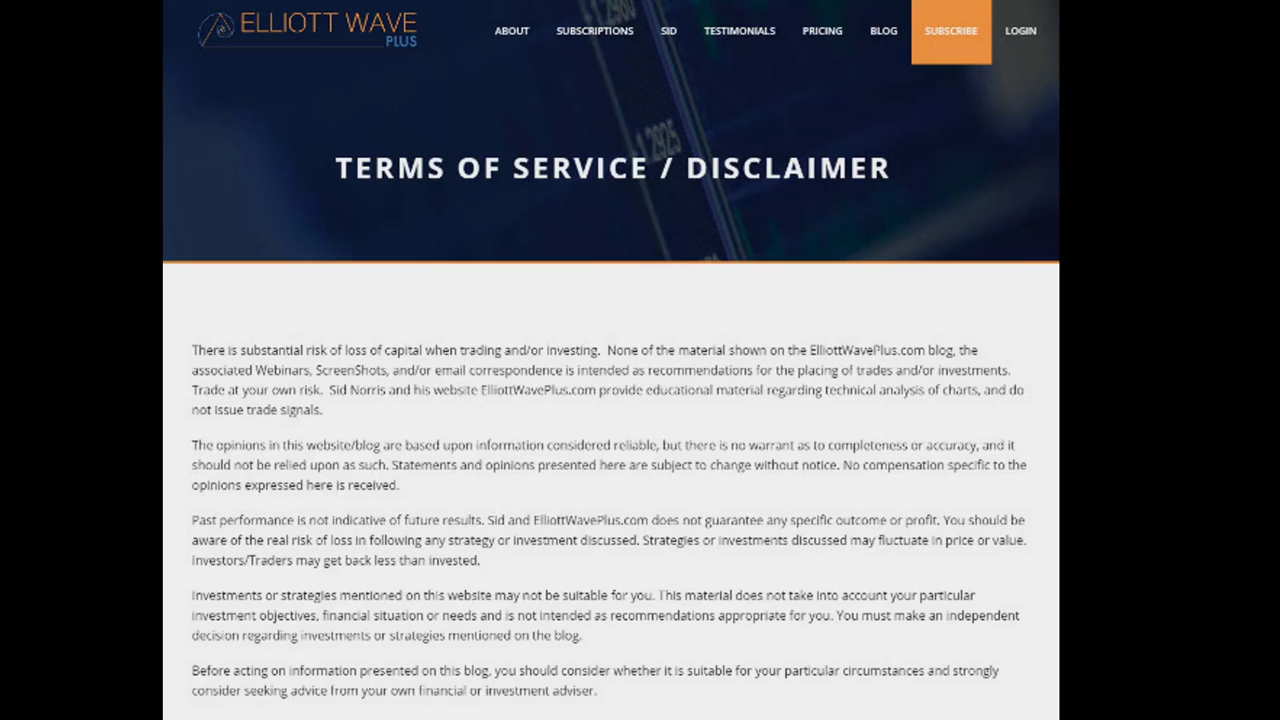 ELLIOTT WAVE
PLUS
ABOUT SUBSCRIPTIONS SID TESTIMONIALS PRICING BLOG SUBSCRIBE LOGIN
1.2925
TERMS OF SERVICE / DISCLAIMER
There is substantial risk of loss of capital when trading and/or investing. None of the material shown on the ElliottWavePlus.com blog, the
associated Webinars, ScreenShots, and/or email correspondence is intended as recommendations for the placing of trades and/or investments.
Trade at your own risk. Sid Norris and his website ElliottWavePlus.com provide educational material regarding technical analysis of charts, and do
not issue trade signals.
The opinions in this website/blog are based upon information considered reliable, but there is no warrant as to completeness or accuracy, and it
should not be relied upon as such. Statements and opinions presented here are subject to change without notice. No compensation specific to the
opinions expressed here is received.
Past performance is not indicative of future results. Sid and ElliottWavePlus.com does not guarantee any specific outcome or profit. You should be
aware of the real risk of loss in following any strategy or investment discussed. Strategies or investments discussed may fluctuate in price or value.
Investors/Traders may get back less than invested.
Investments or strategies mentioned on this website may not be suitable for you. This material does not take into account your particular
investment objectives, financial situation or needs and is not intended as recommendations appropriate for you. You must make an independent
decision regarding investments or strategies mentioned on the blog.
Before acting on information presented on this blog, you should consider whether it is suitable for your particular circumstances and strongly
consider seeking advice from your own financial or investment adviser.